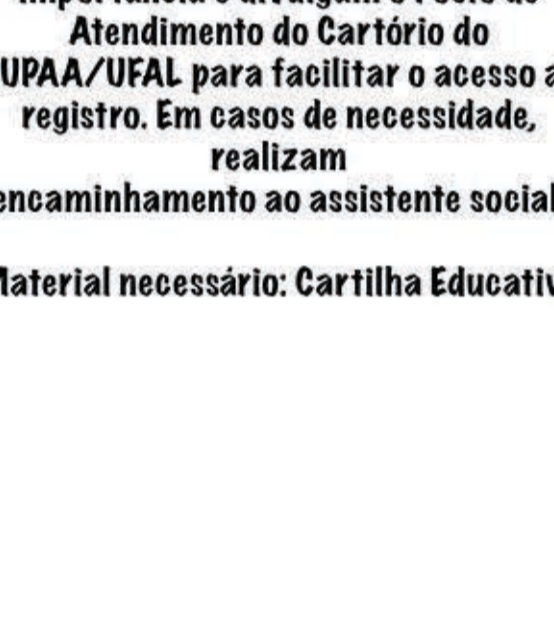 Atendimento do Cartório do
UPAA/UFAL para facilitar o acesso a
registro. Em casos de necessidade,
realizam
encaminhamento ao assistente social
Material necessário: Cartilha Educativ